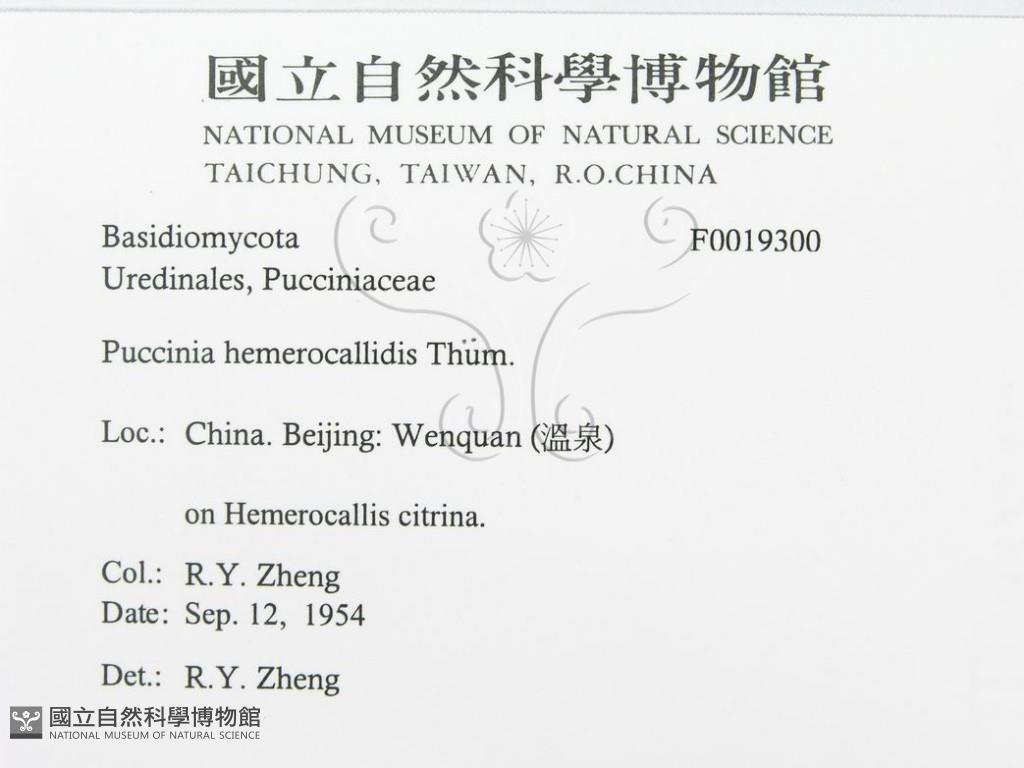 國立自然科學博物館
NATIONAL MUSEUM OF NATURAL SCIENCE
TAICHUNG, TAIWAN, R.O.CHINA
Basidiomycota F0019300
Uredinales, Pucciniaceae
Puccinia hemerocallidis Thüm.
Loc.: China. Beijing: Wenquan (溫泉)
on Hemerocallis citrina.
Col.: R.Y. Zheng
Date: Sep. 12, 1954
Det.: R.Y. Zheng
國立自然科學博物館
NATIONAL MUSEUM OF NATURAL SCIENCE